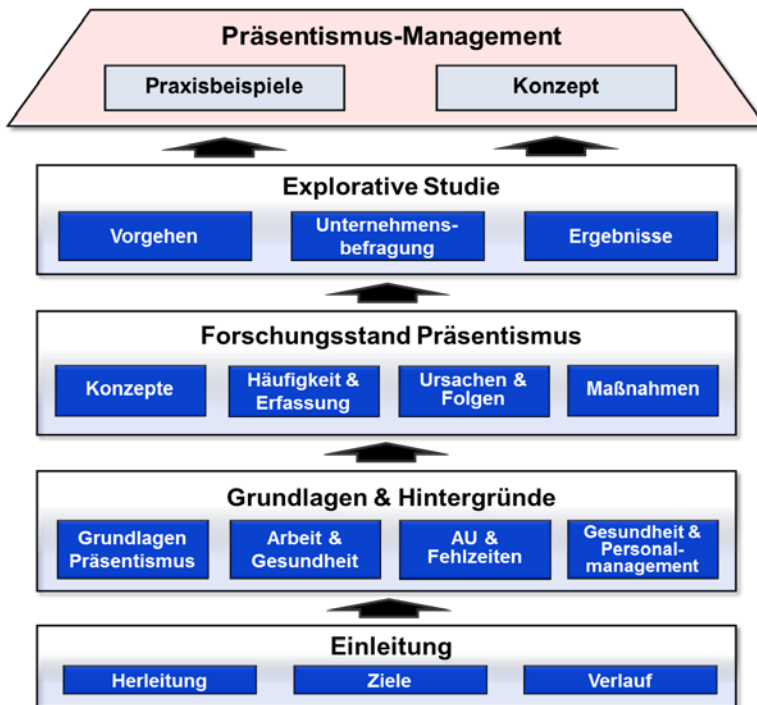 Präsentismus-Management
Praxisbeispiele
Konzept
Explorative Studie
Vorgehen
Unternehmens-
befragung
Ergebnisse
Forschungsstand Präsentismus
Konzepte
Häufigkeit &
Erfassung
Ursachen &
Folgen
Maßnahmen
Grundlagen & Hintergründe
Grundlagen
Präsentismus
Arbeit &
Gesundheit
AU &
Fehlzeiten
Gesundheit &
Personal-
management
Einleitung
Herleitung
Ziele
Verlauf